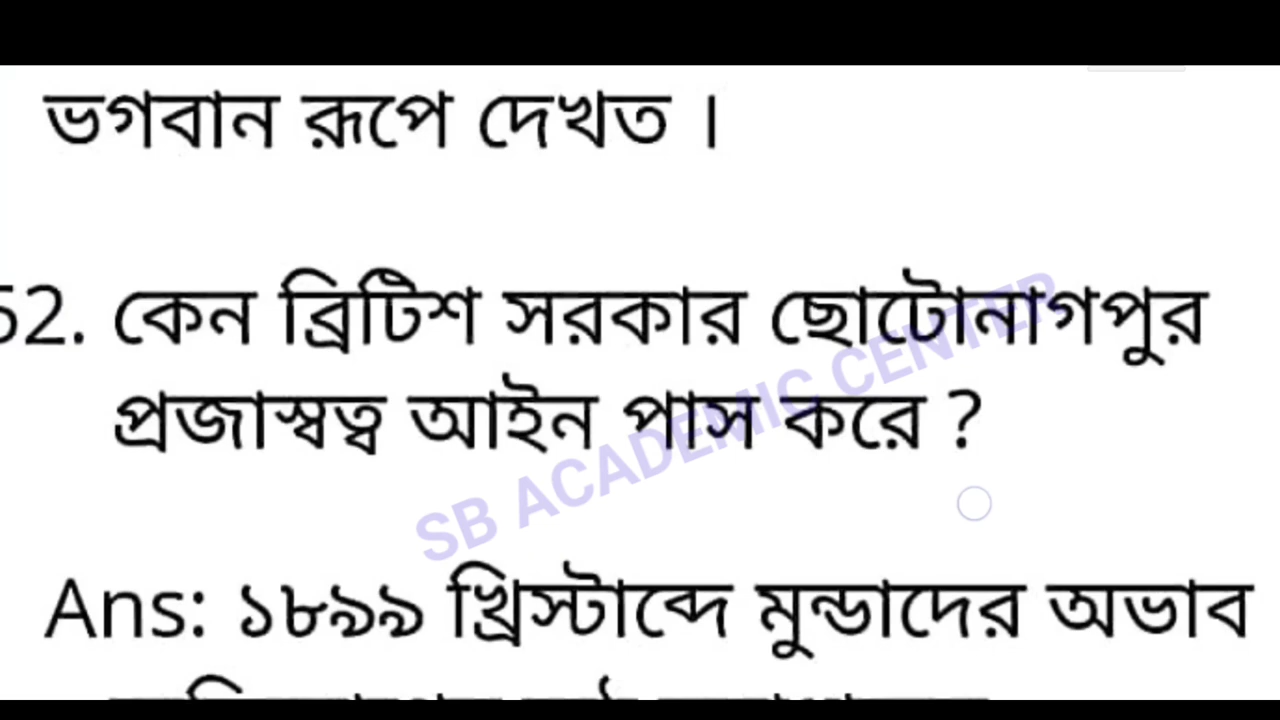 ভগবান রূপে দেখত ।
52. কেন ব্রিটিশ সরকার ছোটোনাগপুর
প্রজাস্বত্ব আইন পাস করে ?
SB ACADEMIC CENTER
Ans: ১৮৯৯ খ্রিস্টাব্দে মুন্ডাদের অভাব